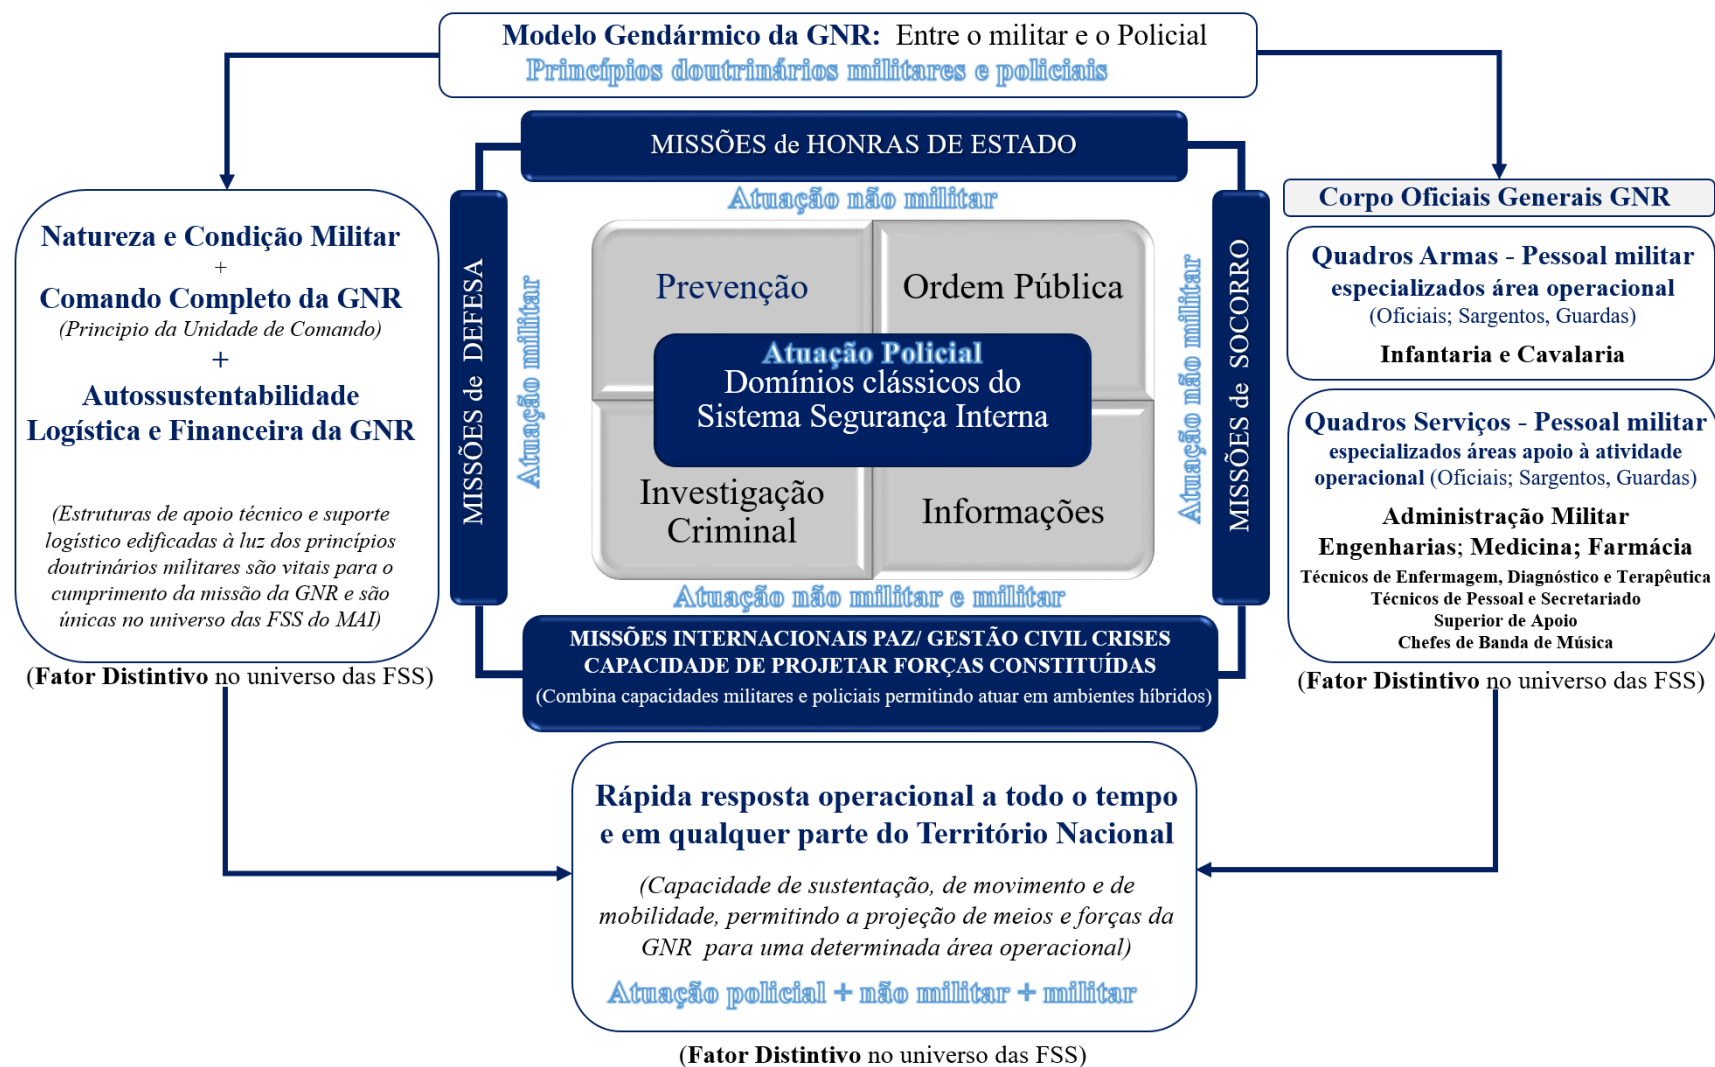 Modelo Gendármico da GNR: Entre o militar e o Policial
Princípios doutrinários militares e policiais
Natureza e Condição Militar
+
Comando Completo da GNR
(Principio da Unidade de Comando)
+
Autossustentabilidade
Logística e Financeira da GNR
(Estruturas de apoio técnico e suporte
logístico edificadas à luz dos princípios
doutrinários militares são vitais para o
cumprimento da missão da GNR e são
únicas no universo das FSS do MAI)
(Fator Distintivo no universo das FSS)
MISSÕES de HONRAS DE ESTADO
Atuação não militar
MISSÕES de DEFESA
Atuação militar
Prevenção
Ordem Pública
Atuação Policial
Domínios clássicos do
Sistema Segurança Interna
Investigação
Criminal
Informações
Atuação não militar
MISSÕES de SOCORRO
Atuação não militar e militar
MISSÕES INTERNACIONAIS PAZ/ GESTÃO CIVIL CRISES
CAPACIDADE DE PROJETAR FORÇAS CONSTITUÍDAS
(Combina capacidades militares e policiais permitindo atuar em ambientes híbridos)
Corpo Oficiais Generais GNR
Quadros Armas - Pessoal militar
especializados área operacional
(Oficiais; Sargentos, Guardas)
Infantaria e Cavalaria
Quadros Serviços - Pessoal militar
especializados áreas apoio à atividade
operacional (Oficiais; Sargentos, Guardas)
Administração Militar
Engenharias; Medicina; Farmácia
Técnicos de Enfermagem, Diagnóstico e Terapêutica
Técnicos de Pessoal e Secretariado
Superior de Apoio
Chefes de Banda de Música
(Fator Distintivo no universo das FSS)
Rápida resposta operacional a todo o tempo
e em qualquer parte do Território Nacional
(Capacidade de sustentação, de movimento e de
mobilidade, permitindo a projeção de meios e forças da
GNR para uma determinada área operacional)
Atuação policial + não militar + militar
(Fator Distintivo no universo das FSS)